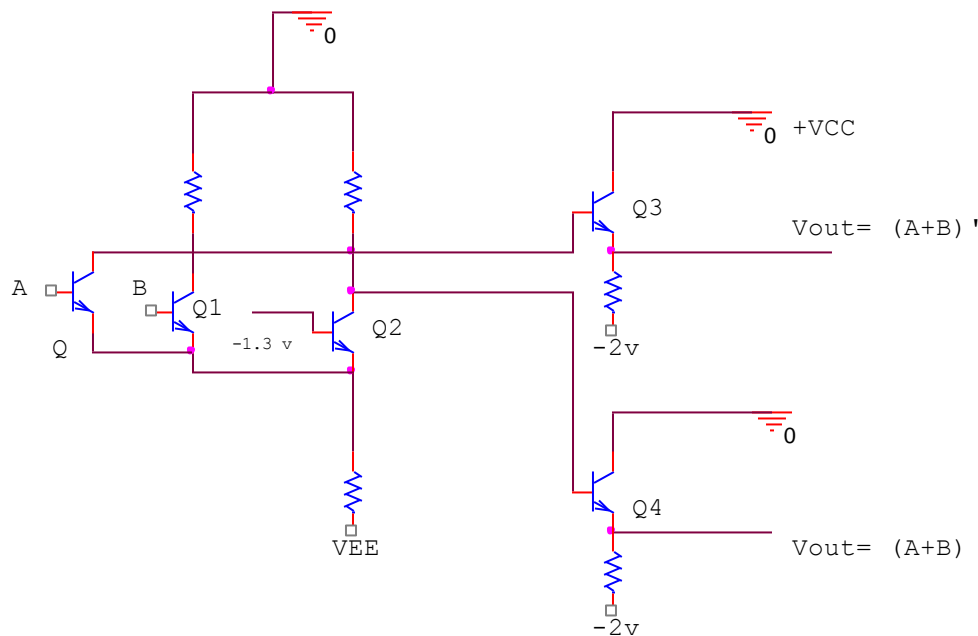 0
0
+VCC
Q3
Vout= (A+B)'
A
B
Q1
Q2
Q
-1.3 v
-2v
0
Q4
VEE
Vout= (A+B)
-2v